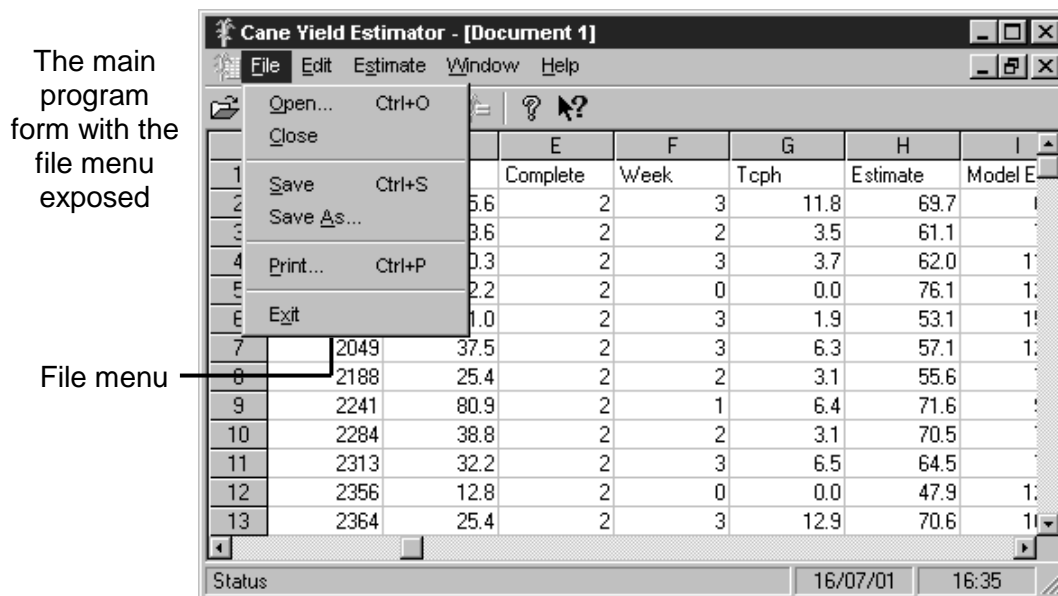 The main
program
form with the
file menu
exposed
File menu
Cane Yield Estimator - [Document 1]
File Edit Estimate Window Help
Open... Ctrl+O
Close
Save Ctrl+S
Save As...
Print... Ctrl+P
Exit
E F G H I
1 Complete Week Tcph Estimate Model E
2 5.6 2 3 11.8 69.7
3 3.6 2 2 3.5 61.1
4 0.3 2 3 3.7 62.0 1
5 2.2 2 0 0.0 76.1 1
6 1.0 2 3 1.9 53.1 1
7 2049 37.5 2 3 6.3 57.1 1
8 2188 25.4 2 2 3.1 55.6
9 2241 80.9 2 1 6.4 71.6
10 2284 38.8 2 2 3.1 70.5
11 2313 32.2 2 3 6.5 64.5
12 2356 12.8 2 0 0.0 47.9 1
13 2364 25.4 2 3 12.9 70.6 1
Status 16/07/01 16:35